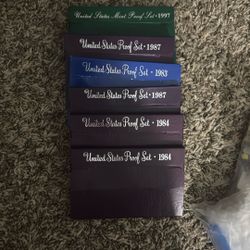 United States Mint Proof Set · 1997
United States Proof Set · 1987
United States Proof Set · 1983
United States Proof Set · 1987
United States Proof Set · 1984
United States Proof Set · 1984